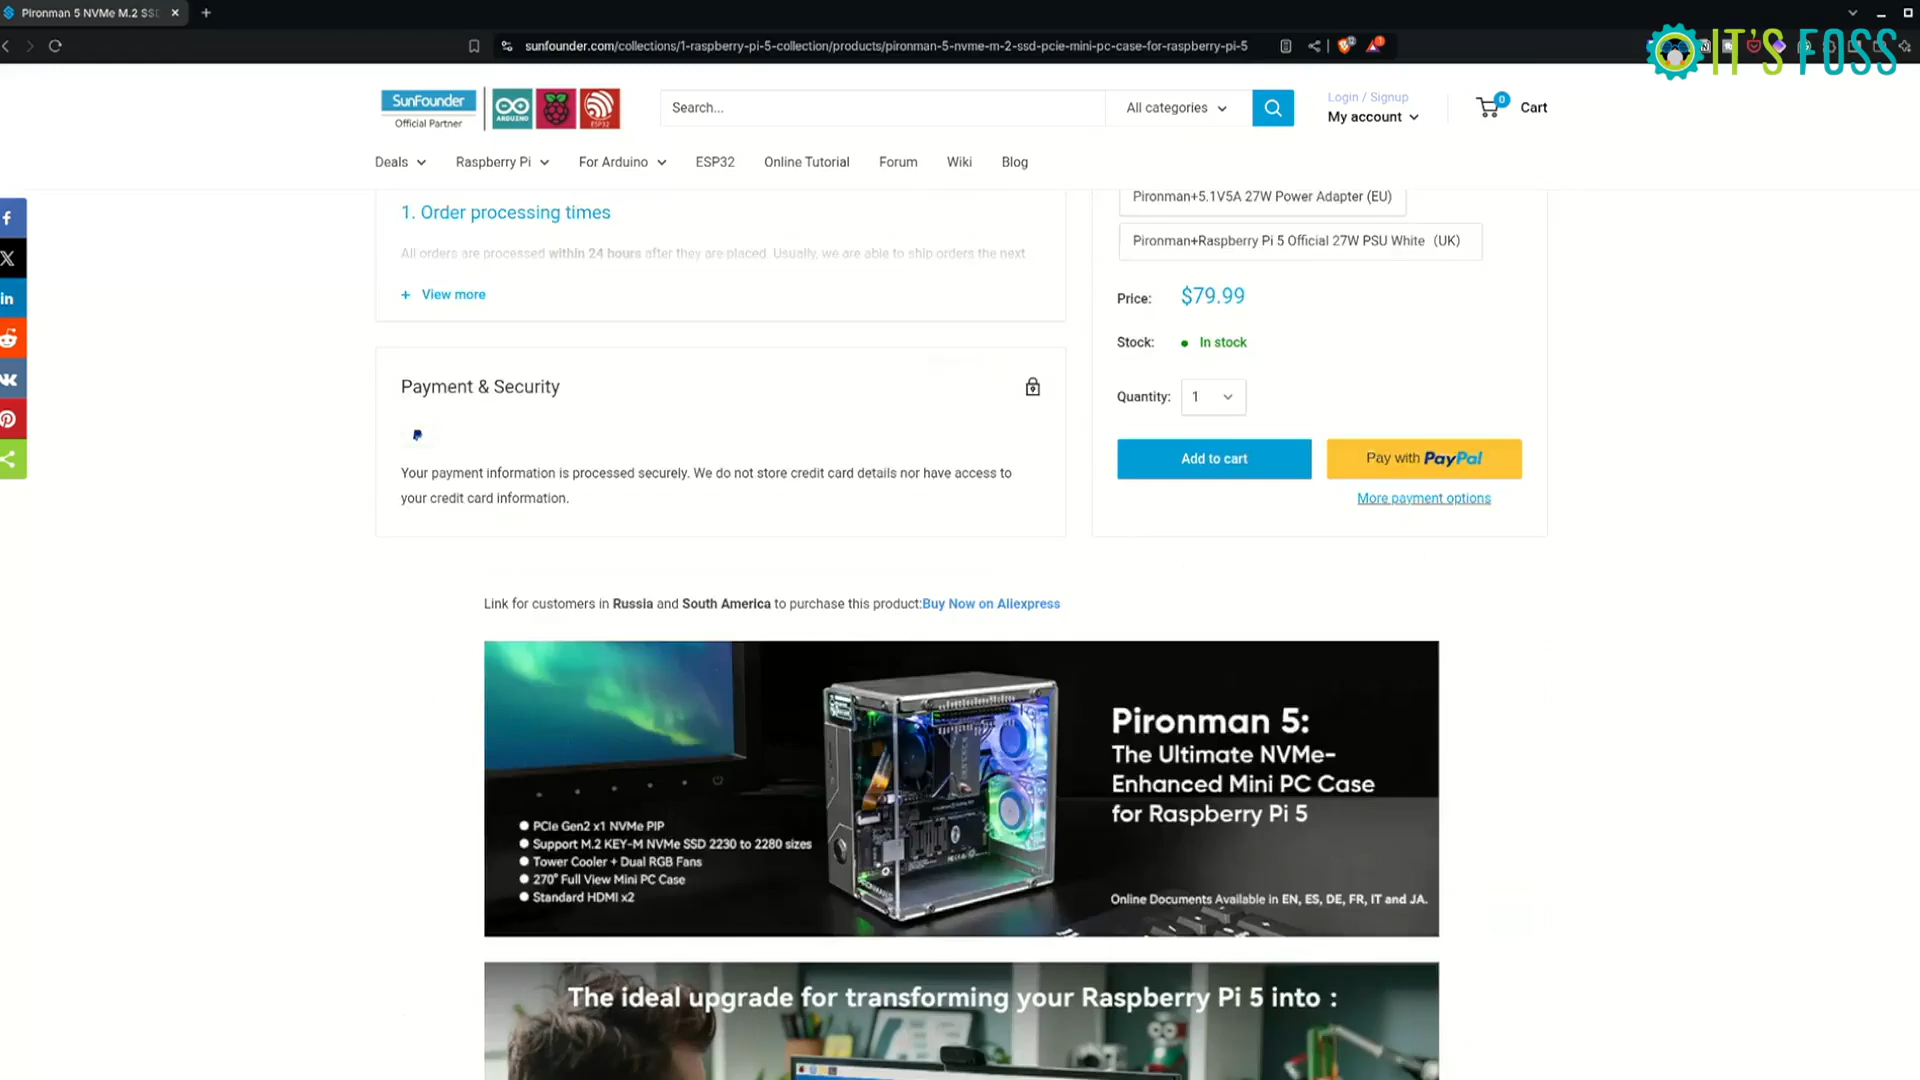 Pironman 5 NVMe M.2 SSD
sunfounder.com/collections/1-raspberry-pi-5-collection/products/pironman-5-nvme-m-2-ssd-pcie-mini-pc-case-for-raspberry-pi-5
IT'S FOSS
SunFounder
Official Partner
ARDUINO
ESP32
Search...
All categories
Login / Signup
My account
0
Cart
Deals
Raspberry Pi
For Arduino
ESP32
Online Tutorial
Forum
Wiki
Blog
1. Order processing times
All orders are processed within 24 hours after they are placed. Usually, we are able to ship orders the next
+ View more
Pironman+5.1V5A 27W Power Adapter (EU)
Pironman+Raspberry Pi 5 Official 27W PSU White（UK)
Price: $79.99
Stock: In stock
Quantity: 1
Add to cart
Pay with PayPal
More payment options
Payment & Security
Your payment information is processed securely. We do not store credit card details nor have access to
your credit card information.
Link for customers in Russia and South America to purchase this product:Buy Now on Aliexpress
PCIe Gen2 x1 NVMe PIP
Support M.2 KEY-M NVMe SSD 2230 to 2280 sizes
Tower Cooler + Dual RGB Fans
270° Full View Mini PC Case
Standard HDMI x2
Pironman 5:
The Ultimate NVMe-
Enhanced Mini PC Case
for Raspberry Pi 5
Online Documents Available in EN, ES, DE, FR, IT and JA.
The ideal upgrade for transforming your Raspberry Pi 5 into :